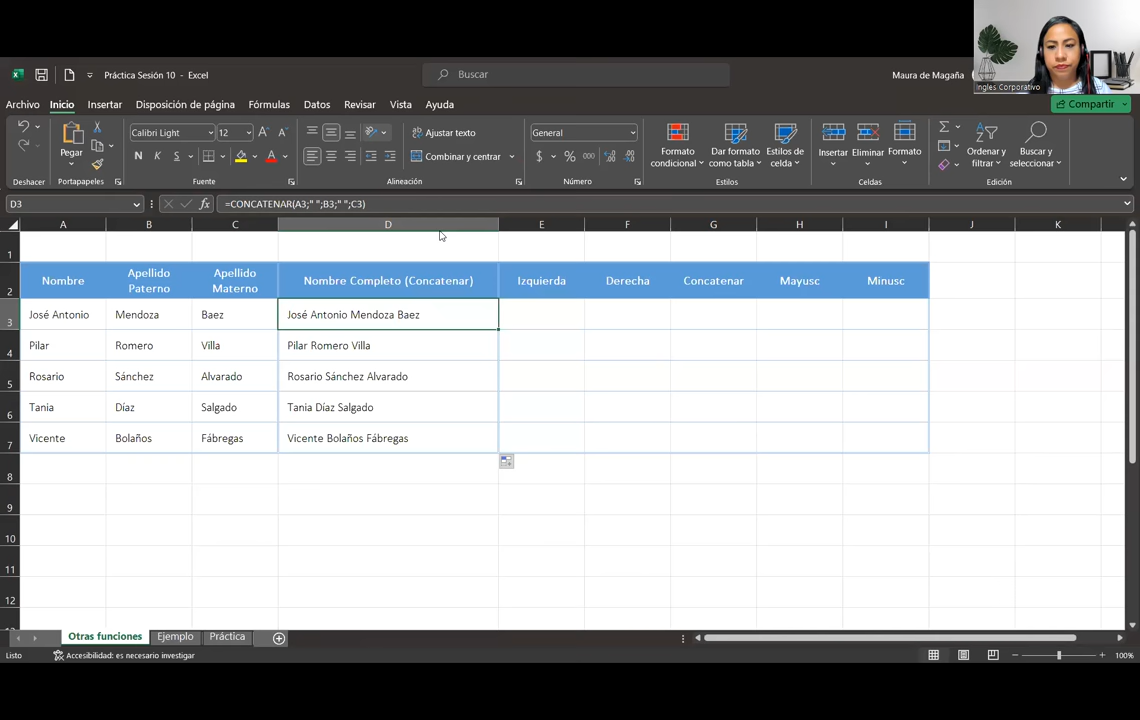 Ingles Corporativo
Práctica Sesión 10 - Excel
Buscar
Maura de Magaña
Archivo Inicio Insertar Disposición de página Fórmulas Datos Revisar Vista Ayuda
Compartir
Pegar
Calibri Light 12
N K S
Ajustar texto
Combinar y centrar
General
$ % 000
Formato condicional
Dar formato como tabla
Estilos de celda
Insertar
Eliminar
Formato
Ordenar y filtrar
Buscar y seleccionar
Deshacer Portapapeles Fuente Alineación Número Estilos Celdas Edición
D3 fx =CONCATENAR(A3;" ";B3;" ";C3)
A B C D E F G H I J K
1
2 Nombre Apellido Paterno Apellido Materno Nombre Completo (Concatenar) Izquierda Derecha Concatenar Mayusc Minusc
3 José Antonio Mendoza Baez José Antonio Mendoza Baez
4 Pilar Romero Villa Pilar Romero Villa
5 Rosario Sánchez Alvarado Rosario Sánchez Alvarado
6 Tania Díaz Salgado Tania Díaz Salgado
7 Vicente Bolaños Fábregas Vicente Bolaños Fábregas
8
9
10
11
12
Otras funciones Ejemplo Práctica
Listo Accesibilidad: es necesario investigar 100%